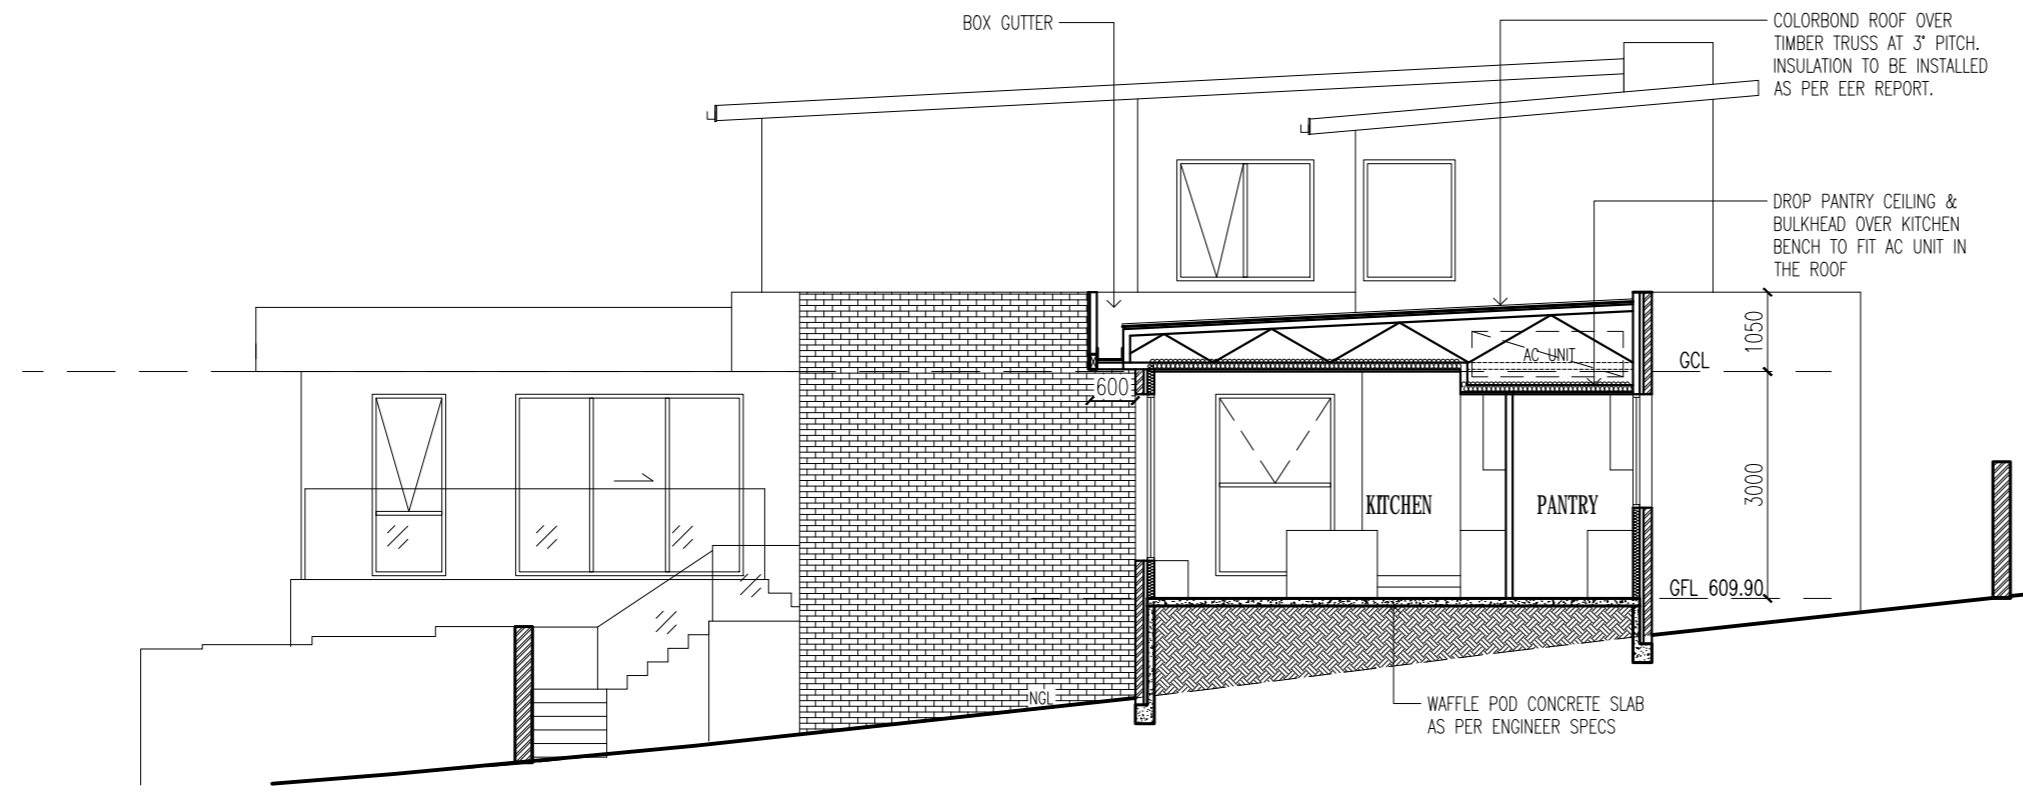 BOX GUTTER
COLORBOND ROOF OVER
TIMBER TRUSS AT 3° PITCH.
INSULATION TO BE INSTALLED
AS PER EER REPORT.
DROP PANTRY CEILING &
BULKHEAD OVER KITCHEN
BENCH TO FIT AC UNIT IN
THE ROOF
1050
AC UNIT
GCL
600
3000
KITCHEN
PANTRY
GFL 609.90
NGL
WAFFLE POD CONCRETE SLAB
AS PER ENGINEER SPECS